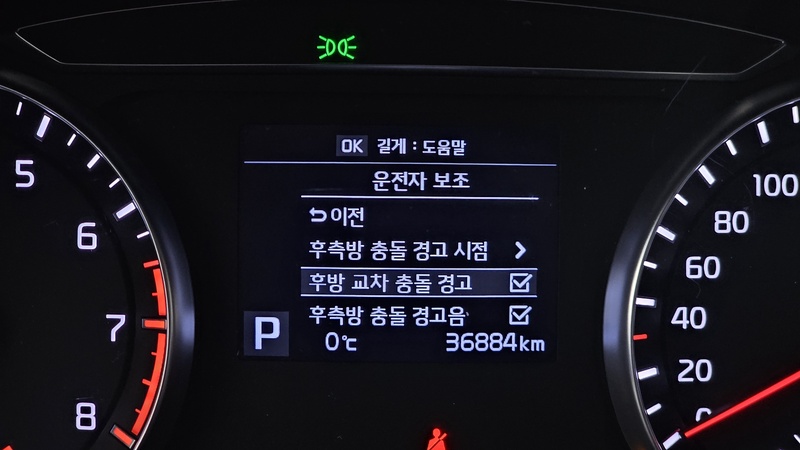 OK 길게 : 도움말
운전자 보조
이전
후측방 충돌 경고 시점
후방 교차 충돌 경고
후측방 충돌 경고음
P
0℃
36884km
5
6
7
8
100
80
60
40
20
0